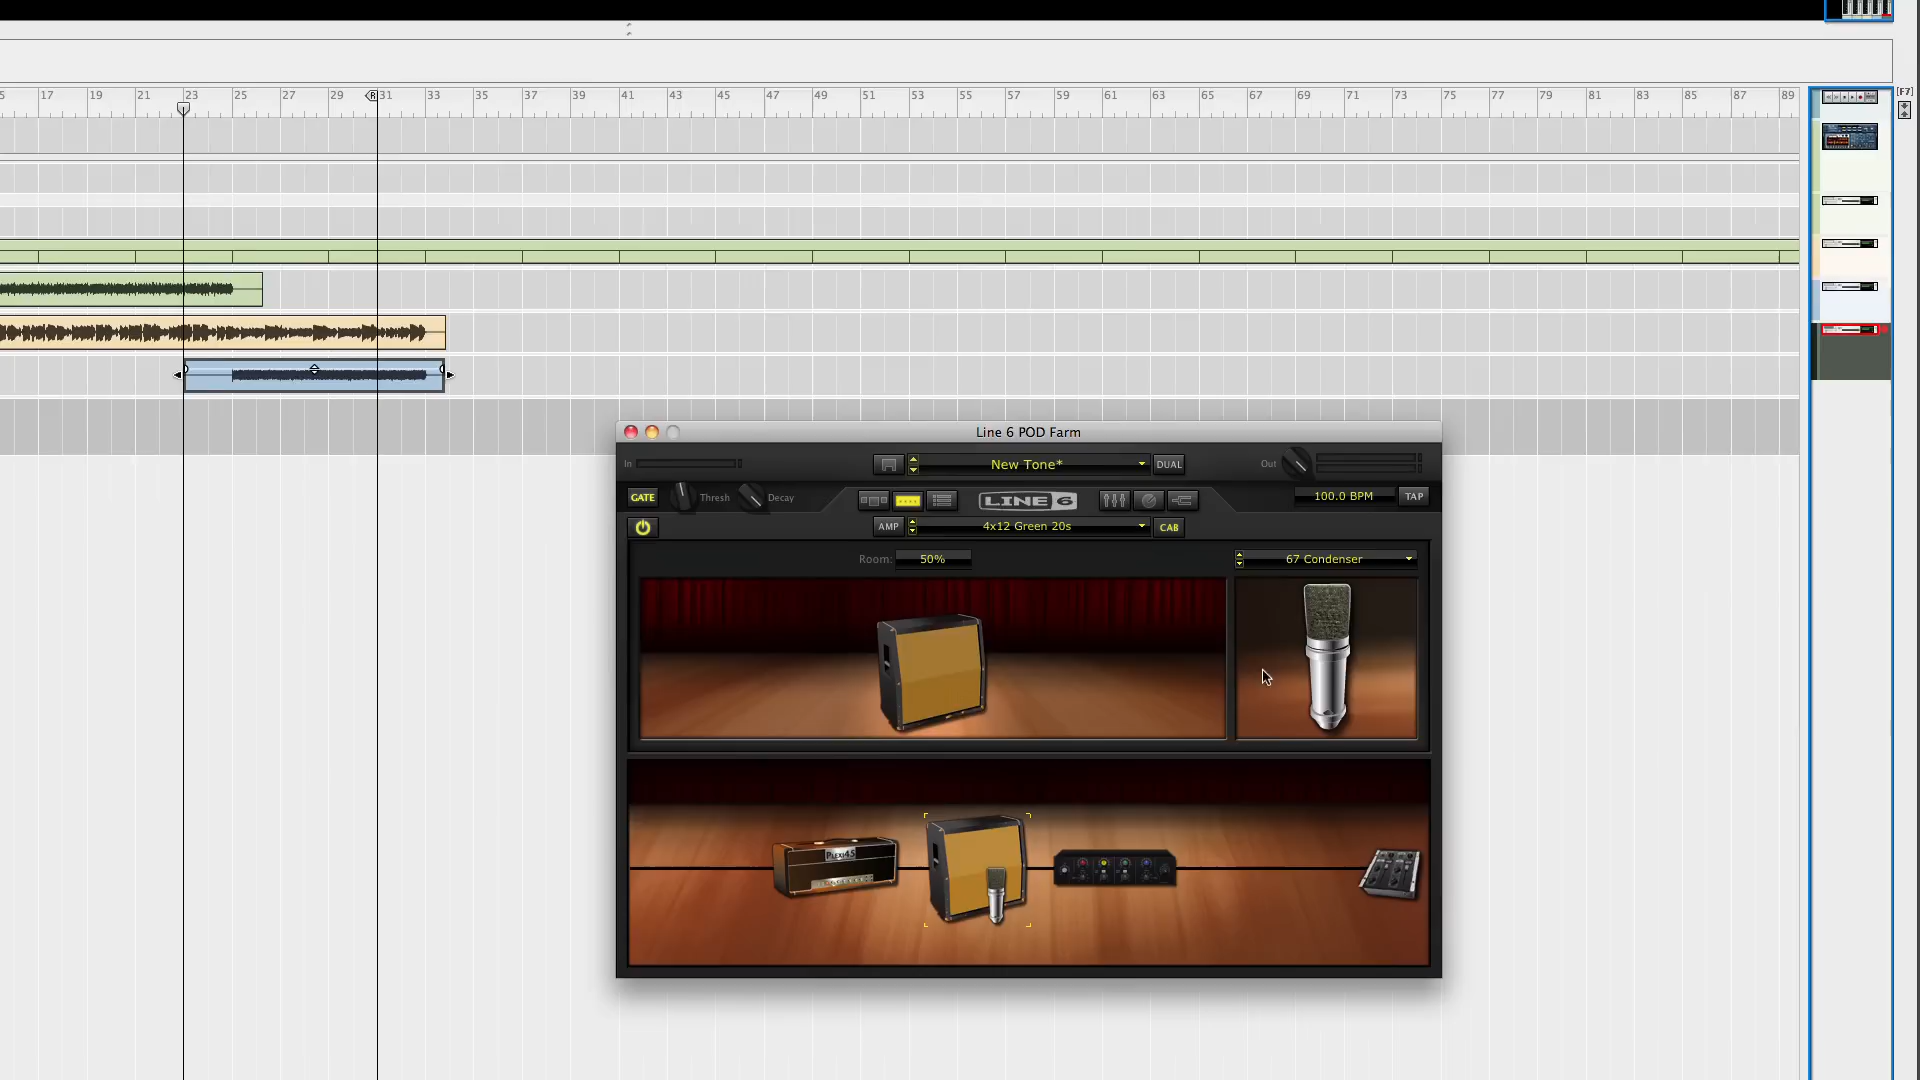 17 19 21 23 25 27 29 R 31 33 35 37 39 41 43 45 47 49 51 53 55 57 59 61 63 65 67 69 71 73 75 77 79 81 83 85 87 89
[F7]
Line 6 POD Farm
In New Tone* DUAL Out
GATE Thresh Decay LINE 6 100.0 BPM TAP
AMP 4x12 Green 20s CAB
Room: 50% 67 Condenser
PLEXI 45